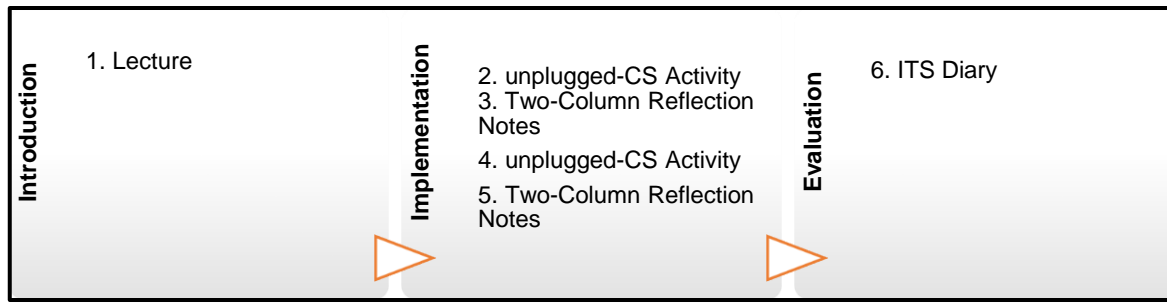 Introduction
1. Lecture
Implementation
2. unplugged-CS Activity
3. Two-Column Reflection
Notes
4. unplugged-CS Activity
5. Two-Column Reflection
Notes
Evaluation
6. ITS Diary